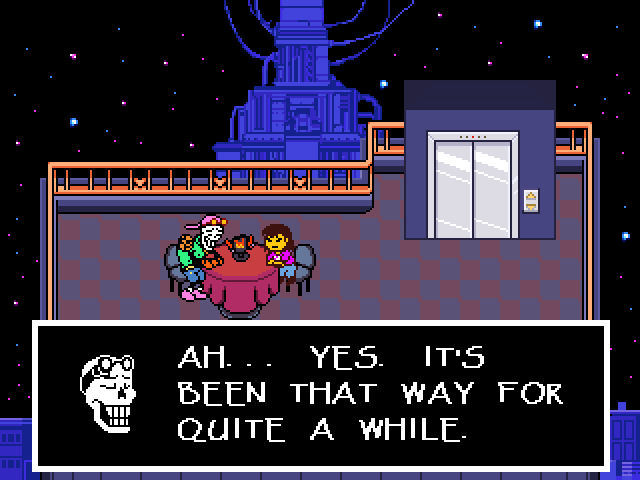 AH... YES. IT'S
BEEN THAT WAY FOR
QUITE A WHILE.